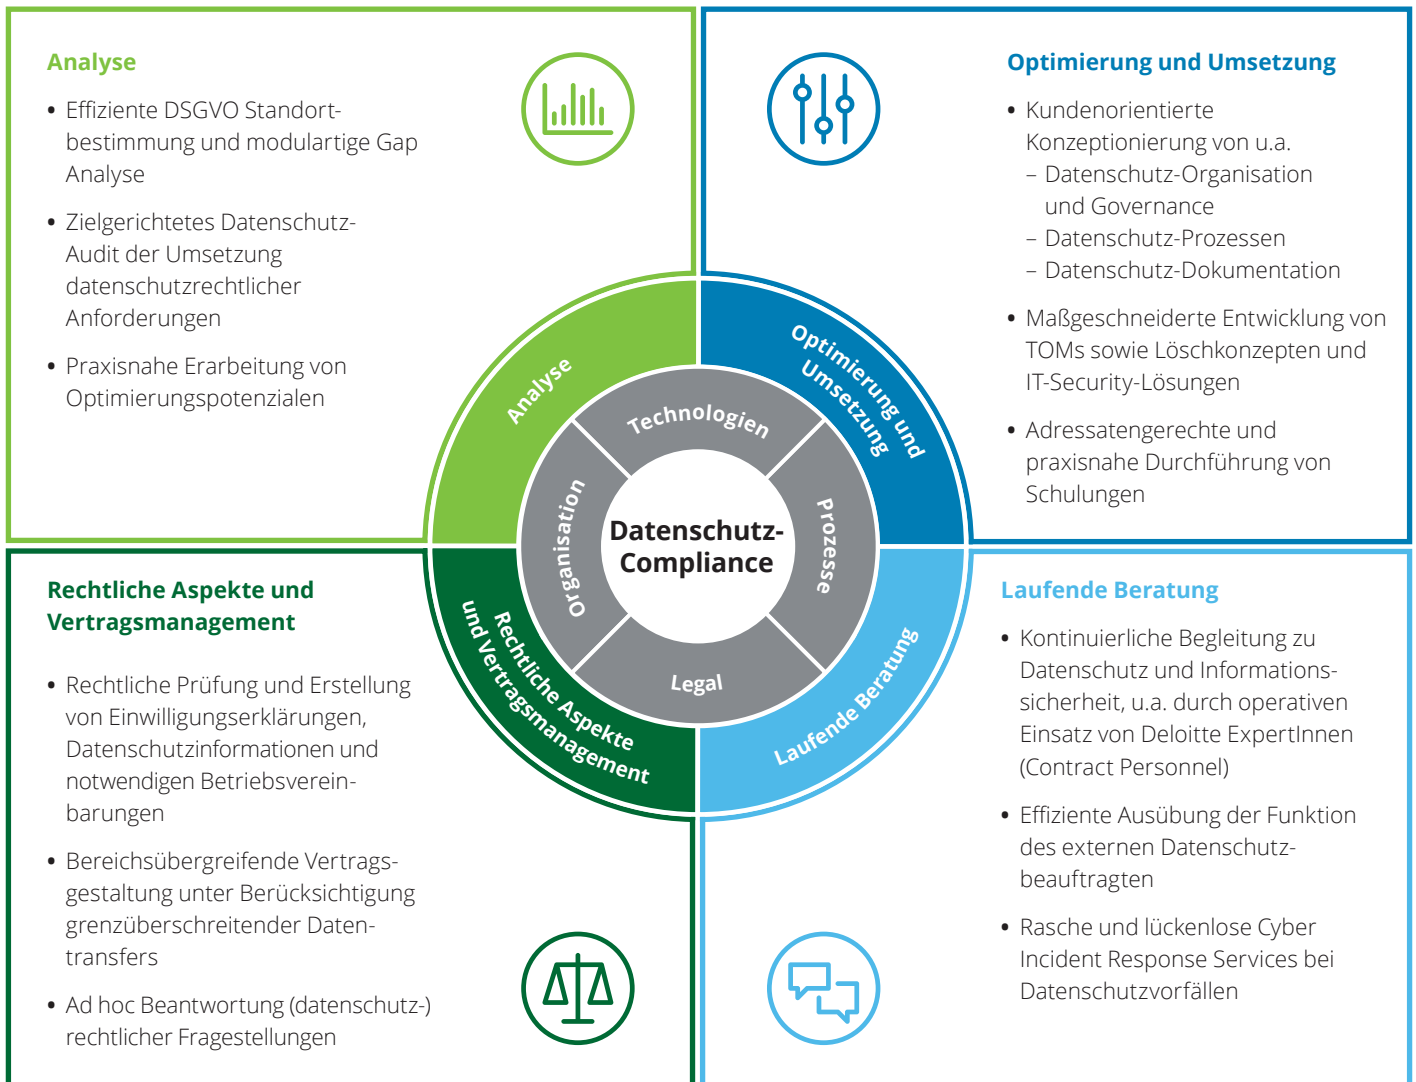 Analyse
• Effiziente DSGVO Standort-
bestimmung und modulartige Gap
Analyse
• Zielgerichtetes Datenschutz-
Audit der Umsetzung
datenschutzrechtlicher
Anforderungen
• Praxisnahe Erarbeitung von
Optimierungspotenzialen
Optimierung und Umsetzung
• Kundenorientierte
Konzeptionierung von u.a.
– Datenschutz-Organisation
und Governance
– Datenschutz-Prozessen
– Datenschutz-Dokumentation
• Maßgeschneiderte Entwicklung von
TOMs sowie Löschkonzepten und
IT-Security-Lösungen
• Adressatengerechte und
praxisnahe Durchführung von
Schulungen
Analyse
Optimierung und
Umsetzung
Technologien
Organisation
Prozesse
Legal
Datenschutz-
Compliance
Rechtliche Aspekte
und Vertragsmanagement
Laufende Beratung
Rechtliche Aspekte und
Vertragsmanagement
• Rechtliche Prüfung und Erstellung
von Einwilligungserklärungen,
Datenschutzinformationen und
notwendigen Betriebsverein-
barungen
• Bereichsübergreifende Vertrags-
gestaltung unter Berücksichtigung
grenzüberschreitender Daten-
transfers
• Ad hoc Beantwortung (datenschutz-)
rechtlicher Fragestellungen
Laufende Beratung
• Kontinuierliche Begleitung zu
Datenschutz und Informations-
sicherheit, u.a. durch operativen
Einsatz von Deloitte ExpertInnen
(Contract Personnel)
• Effiziente Ausübung der Funktion
des externen Datenschutz-
beauftragten
• Rasche und lückenlose Cyber
Incident Response Services bei
Datenschutzvorfällen